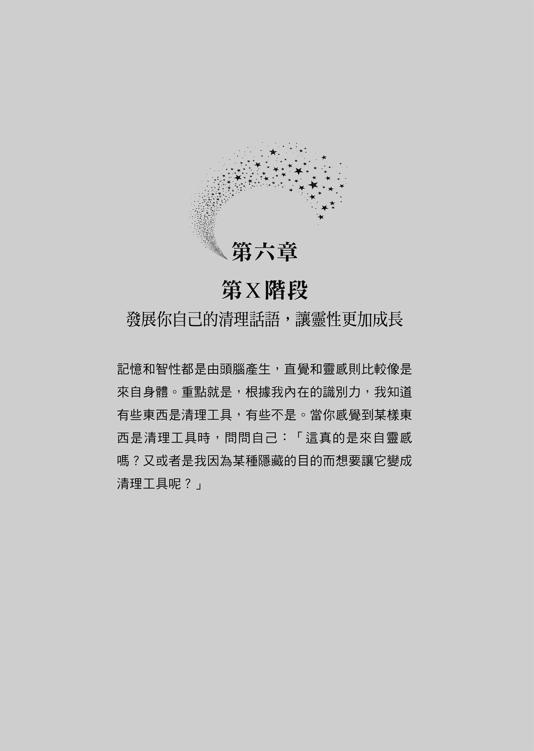 第六章
第X階段
發展你自己的清理話語，讓靈性更加成長
記憶和智性都是由頭腦產生，直覺和靈感則比較像是
來自身體。重點就是，根據我內在的識別力，我知道
有些東西是清理工具，有些不是。當你感覺到某樣東
西是清理工具時，問問自己：「這真的是來自靈感
嗎？又或者是我因為某種隱藏的目的而想要讓它變成
清理工具呢？」